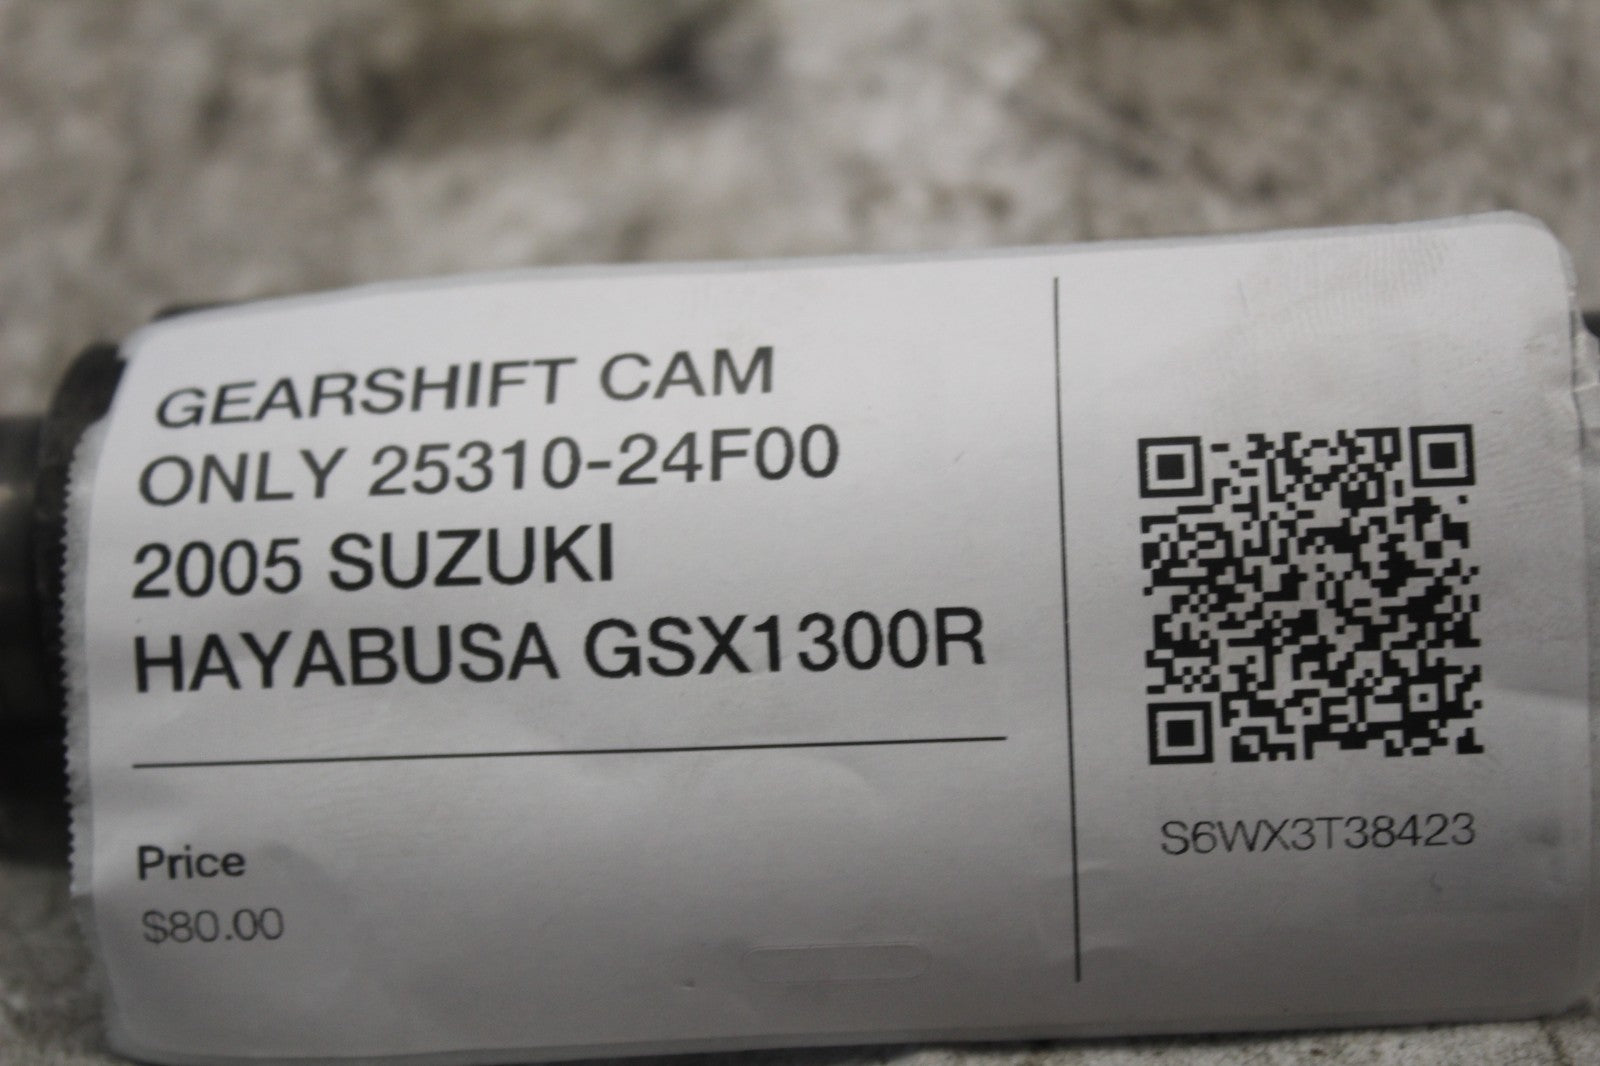 GEARSHIFT CAM
ONLY 25310-24F00
2005 SUZUKI
HAYABUSA GSX1300R
Price
$80.00
S6WX3T38423